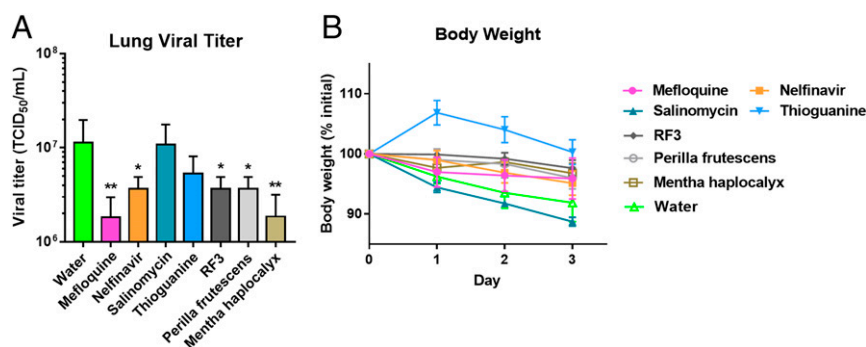 A
Lung Viral Titer
Viral titer (TCID50/mL)
10^8
10^7
10^6
**
*
*
*
**
Water
Mefloquine
Nelfinavir
Salinomycin
Thioguanine
RF3
Perilla frutescens
Mentha haplocalyx
B
Body Weight
Body weight (% initial)
110
100
90
0
1
2
3
Day
Mefloquine
Nelfinavir
Salinomycin
Thioguanine
RF3
Perilla frutescens
Mentha haplocalyx
Water